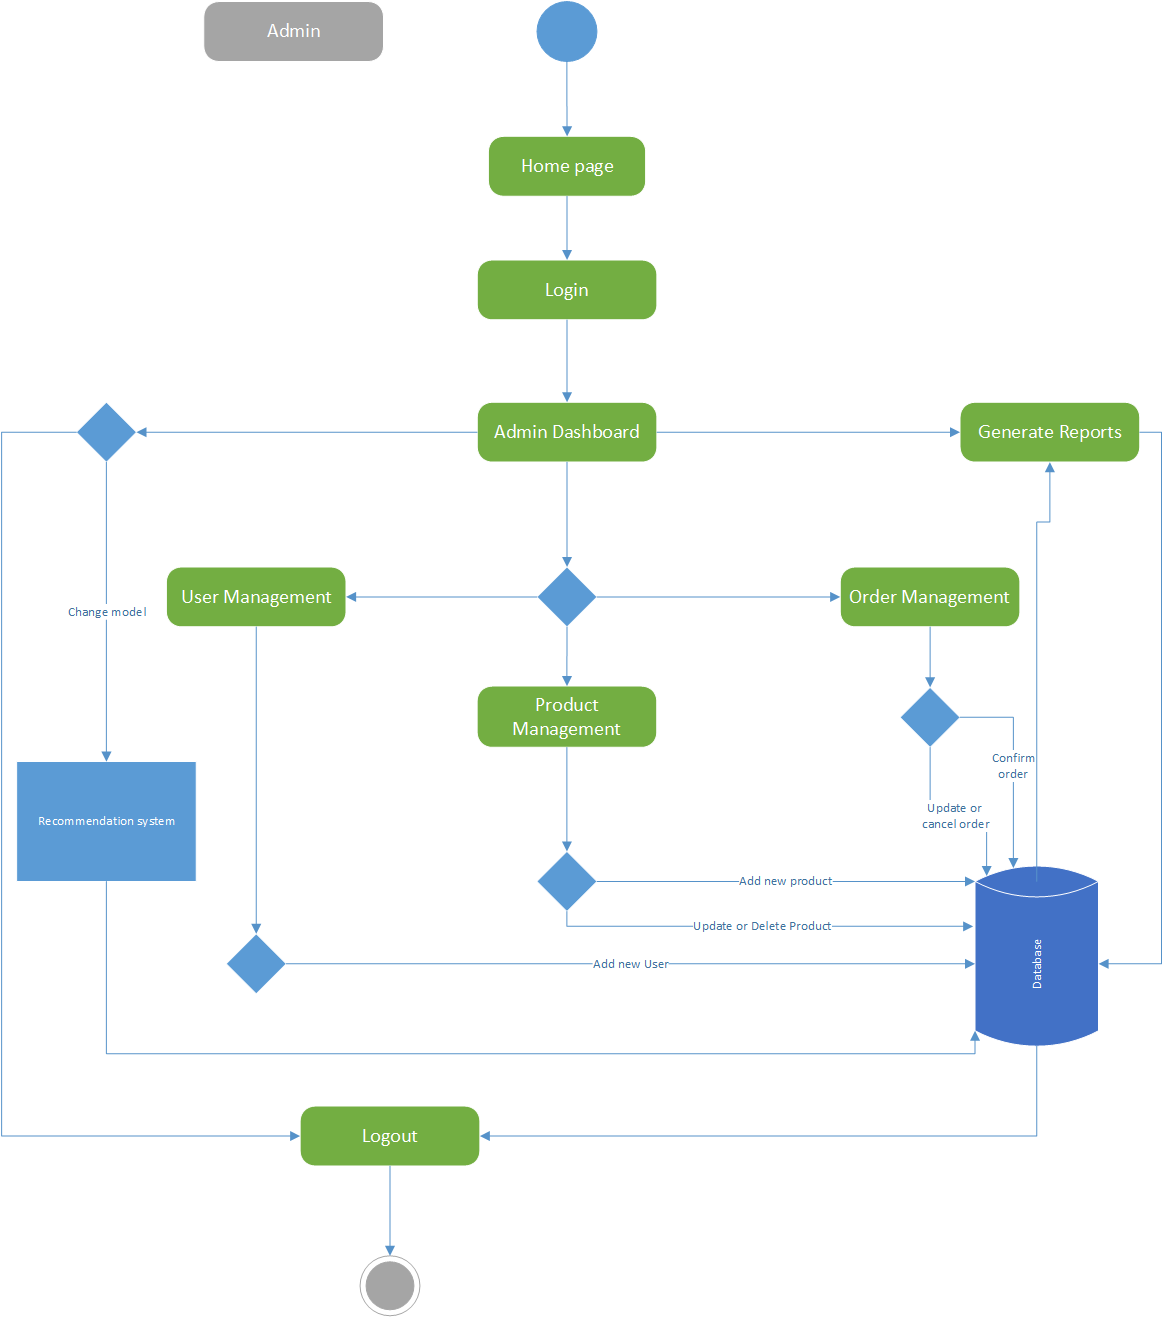 Admin
Home page
Login
Admin Dashboard
Generate Reports
User Management
Order Management
Change model
Product
Management
Confirm
order
Update or
cancel order
Recommendation system
Add new product
Update or Delete Product
Database
Add new User
Logout